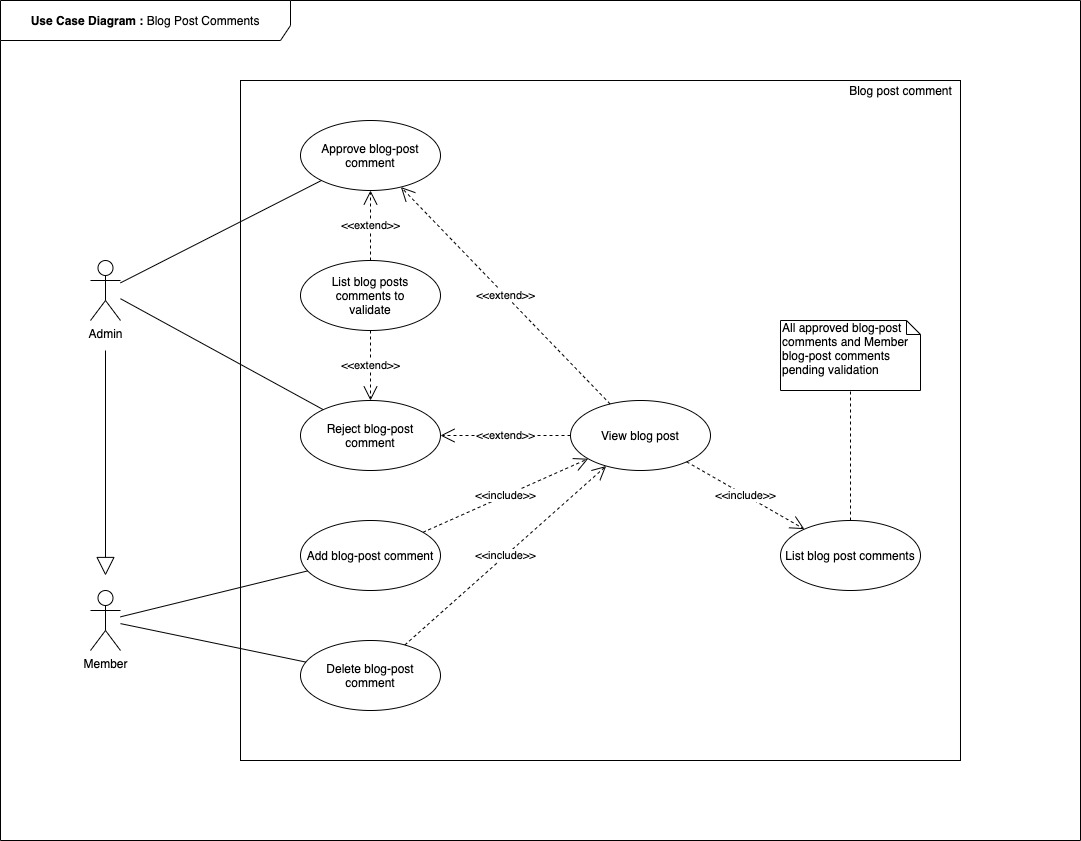 Use Case Diagram : Blog Post Comments
Blog post comment
Approve blog-post
comment
<<extend>>
List blog posts
comments to
validate
<<extend>>
<<extend>>
Admin
All approved blog-post
comments and Member
blog-post comments
pending validation
Reject blog-post
comment
<<extend>>
View blog post
<<include>>
<<include>>
Add blog-post comment
<<include>>
List blog post comments
Member
Delete blog-post
comment